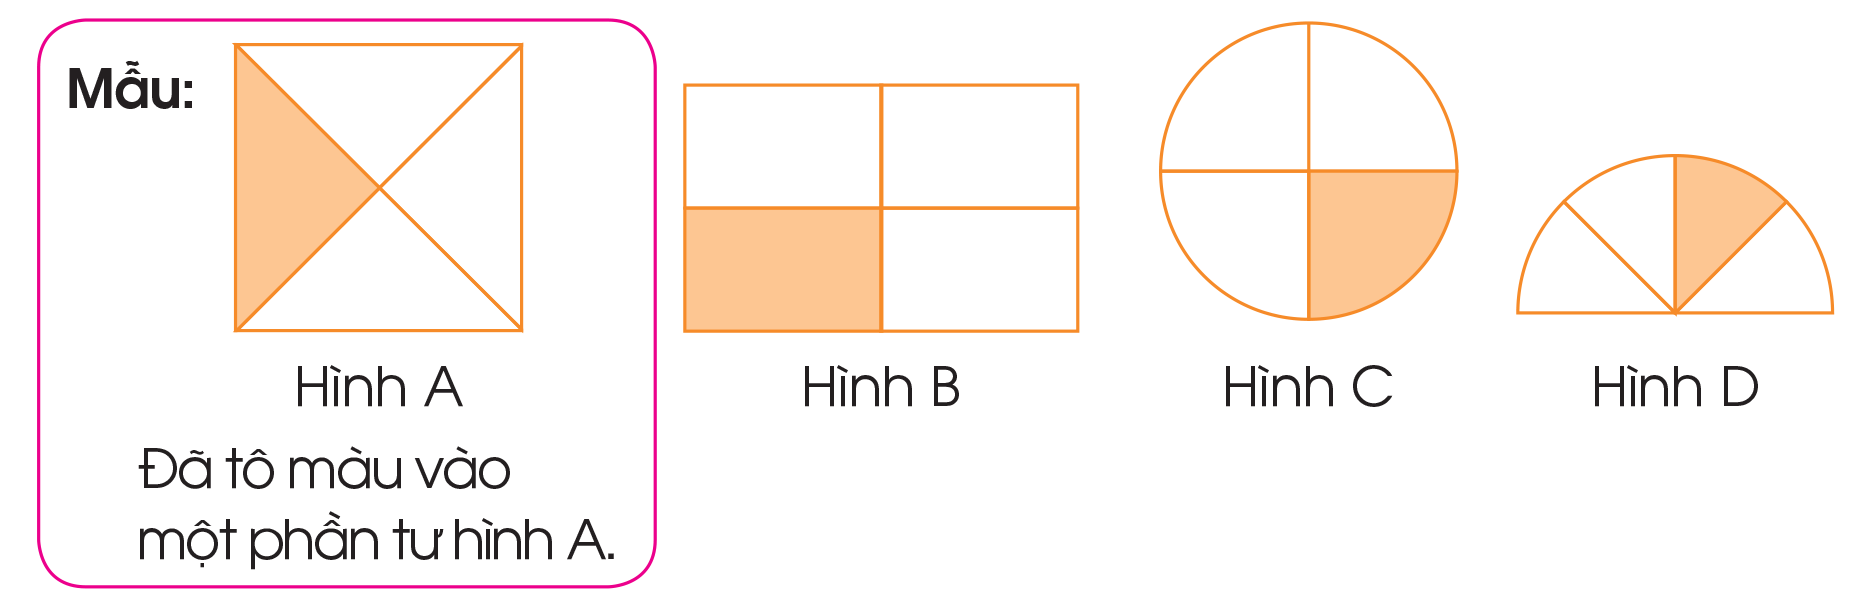 Mẫu:
Hình A
Hình B
Hình C
Hình D
Đã tô màu vào
một phần tư hình A.